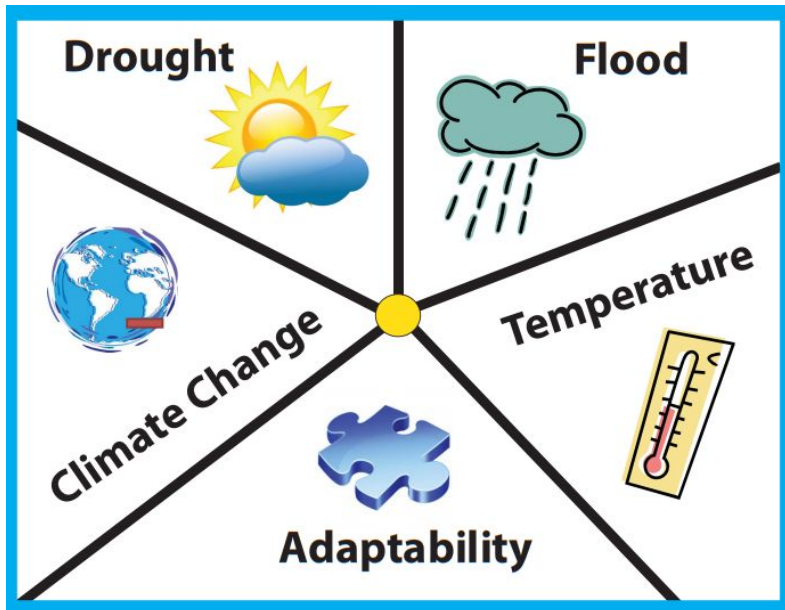 Drought
Flood
Temperature
Climate Change
Adaptability